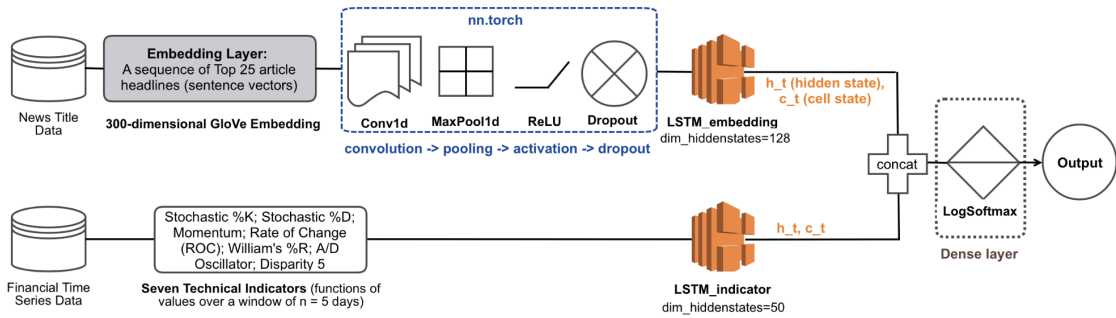 nn.torch
Embedding Layer:
A sequence of Top 25 article
headlines (sentence vectors)
News Title
Data
300-dimensional GloVe Embedding
Conv1d
MaxPool1d
ReLU
Dropout
convolution -> pooling -> activation -> dropout
LSTM_embedding
dim_hiddenstates=128
h_t (hidden state),
c_t (cell state)
concat
LogSoftmax
Output
Dense layer
Stochastic %K; Stochastic %D;
Momentum; Rate of Change
(ROC); William's %R; A/D
Oscillator; Disparity 5
Financial Time
Series Data
Seven Technical Indicators (functions of
values over a window of n = 5 days)
LSTM_indicator
dim_hiddenstates=50
h_t, c_t